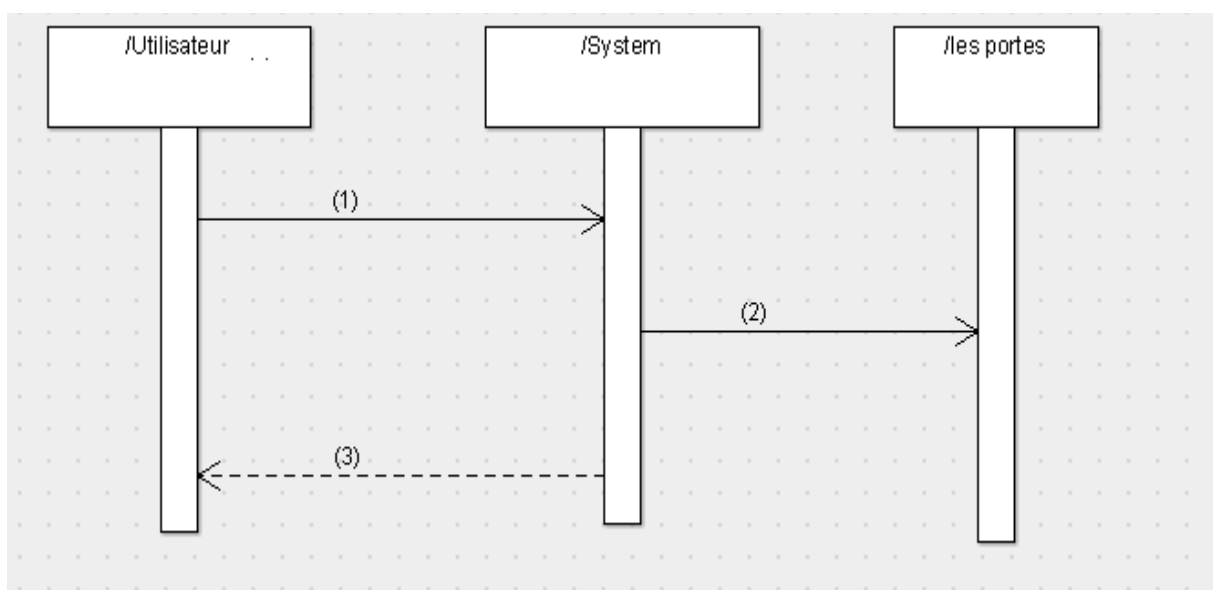 /Utilisateur
/System
/les portes
(1)
(2)
(3)